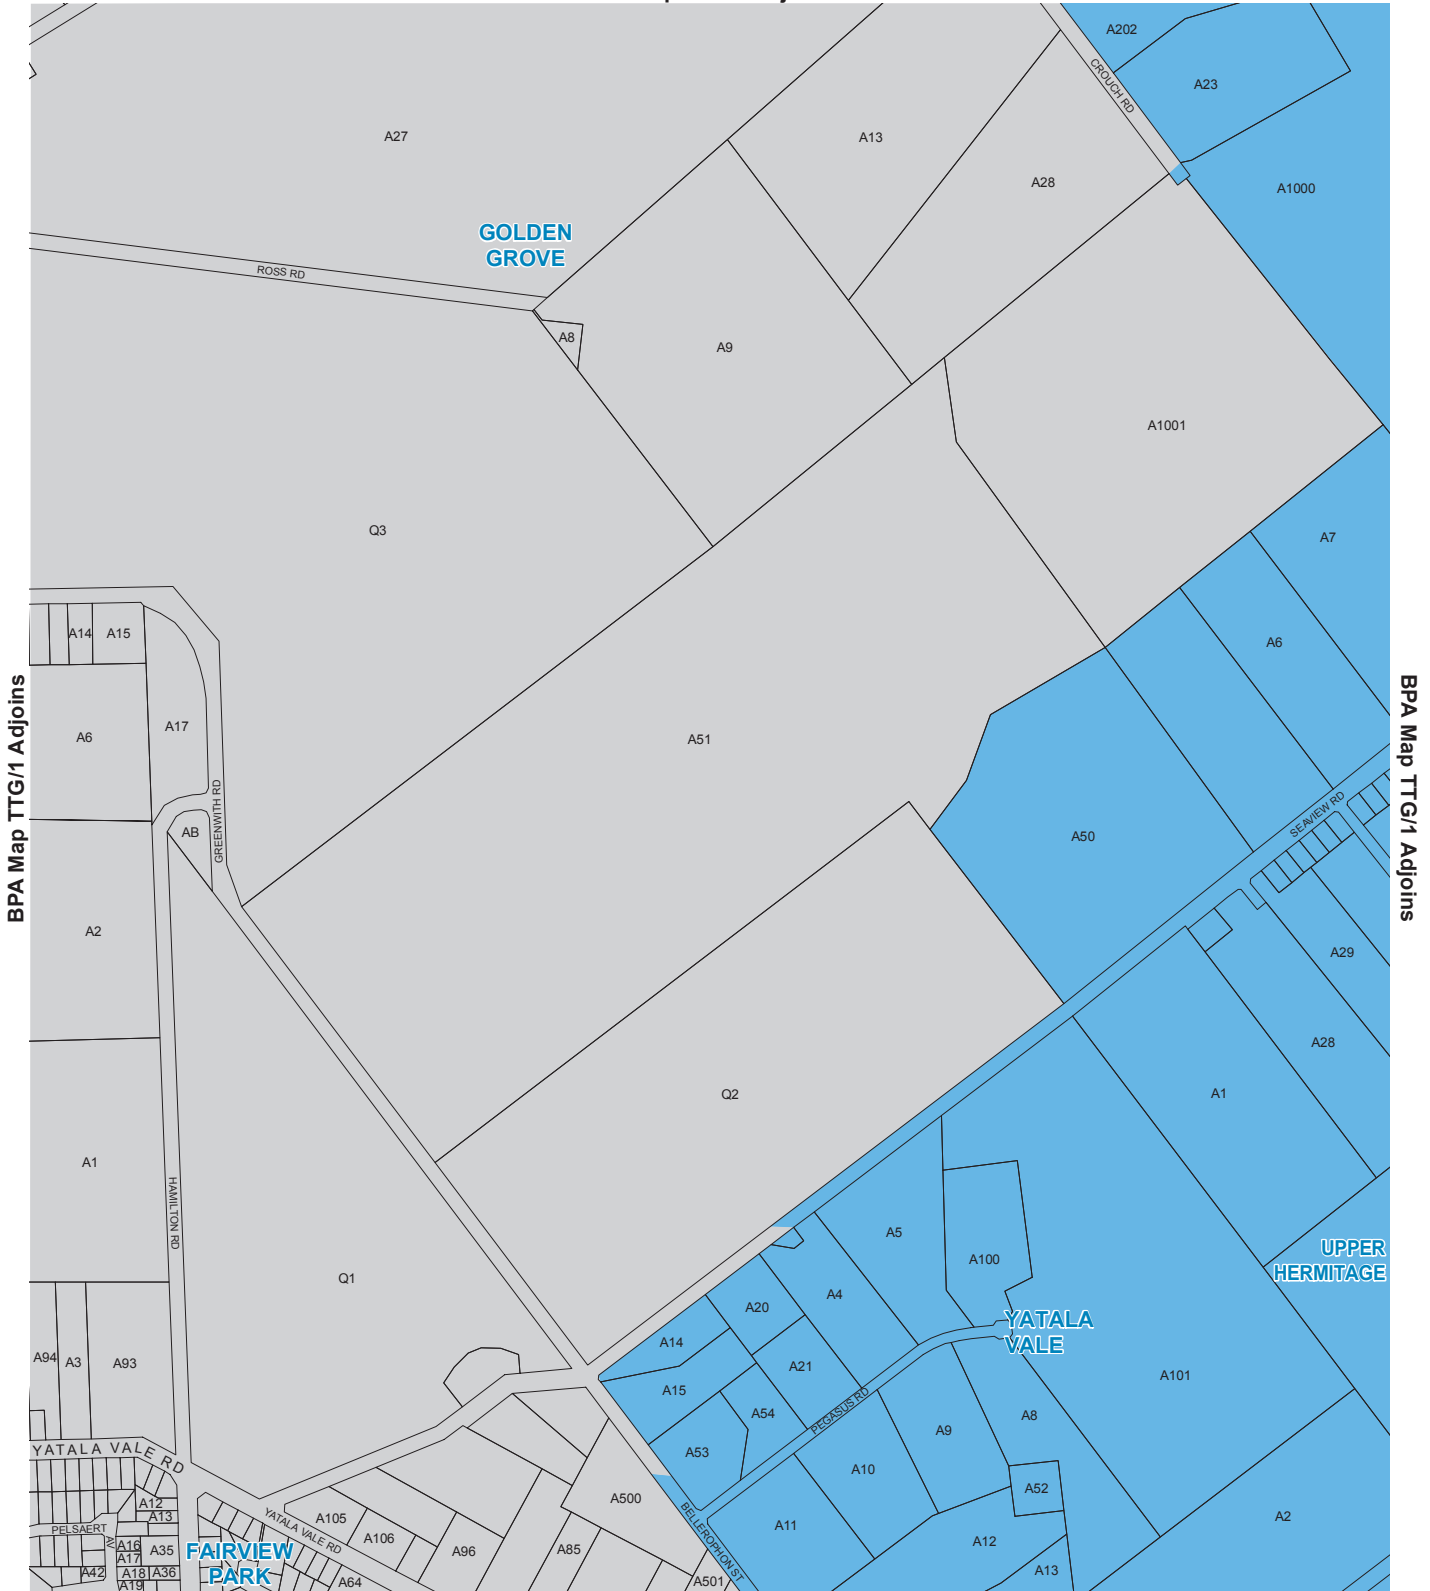 A202
CROUCH RD
A23
A27
A13
A28
A1000
GOLDEN
GROVE
ROSS RD
A8
A9
A1001
Q3
A7
A14
A15
A6
A6
A17
A51
BPA Map TTG/1 Adjoins
BPA Map TTG/1 Adjoins
GREENWITH RD
AB
A50
SEAVIEW RD
A2
A29
A28
Q2
A1
A1
HAMILTON RD
A5
A100
UPPER
HERMITAGE
Q1
A20
A4
YATALA
VALE
A14
A94
A3
A93
A21
A15
A101
PEGASUS RD
A54
A8
A9
A53
YATALA VALE RD
A10
A52
A500
A12
A13
A105
YATALA VALE RD
A106
A11
A2
PELSAERT
AV
BELLEROPHON ST
A16
A17
A35
FAIRVIEW
PARK
A96
A85
A12
A42
A18
A36
A19
A64
A501
A13